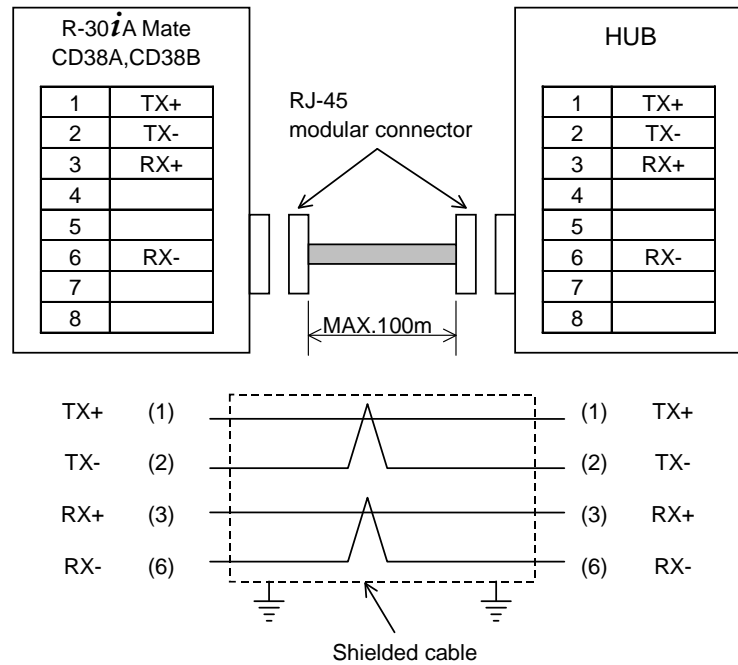 R-30iA Mate
CD38A,CD38B
1 TX+
2 TX-
3 RX+
4
5
6 RX-
7
8
RJ-45
modular connector
MAX.100m
HUB
1 TX+
2 TX-
3 RX+
4
5
6 RX-
7
8
TX+ (1) (1) TX+
TX- (2) (2) TX-
RX+ (3) (3) RX+
RX- (6) (6) RX-
Shielded cable